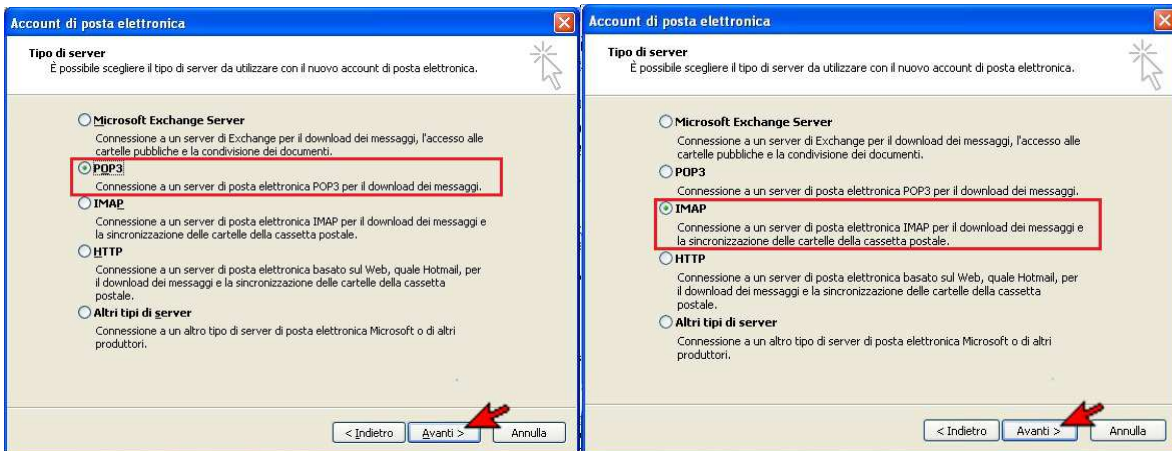 Account di posta elettronica
Tipo di server
È possibile scegliere il tipo di server da utilizzare con il nuovo account di posta elettronica.
Microsoft Exchange Server
Connessione a un server di Exchange per il download dei messaggi, l'accesso alle
cartelle pubbliche e la condivisione dei documenti.
POP3
Connessione a un server di posta elettronica POP3 per il download dei messaggi.
IMAP
Connessione a un server di posta elettronica IMAP per il download dei messaggi e
la sincronizzazione delle cartelle della cassetta postale.
HTTP
Connessione a un server di posta elettronica basato sul Web, quale Hotmail, per
il download dei messaggi e la sincronizzazione delle cartelle della cassetta
postale.
Altri tipi di server
Connessione a un altro tipo di server di posta elettronica Microsoft o di altri
produttori.
< Indietro
Avanti >
Annulla
Account di posta elettronica
Tipo di server
È possibile scegliere il tipo di server da utilizzare con il nuovo account di posta elettronica.
Microsoft Exchange Server
Connessione a un server di Exchange per il download dei messaggi, l'accesso alle
cartelle pubbliche e la condivisione dei documenti.
POP3
Connessione a un server di posta elettronica POP3 per il download dei messaggi.
IMAP
Connessione a un server di posta elettronica IMAP per il download dei messaggi e
la sincronizzazione delle cartelle della cassetta postale.
HTTP
Connessione a un server di posta elettronica basato sul Web, quale Hotmail, per
il download dei messaggi e la sincronizzazione delle cartelle della cassetta
postale.
Altri tipi di server
Connessione a un altro tipo di server di posta elettronica Microsoft o di altri
produttori.
< Indietro
Avanti >
Annulla